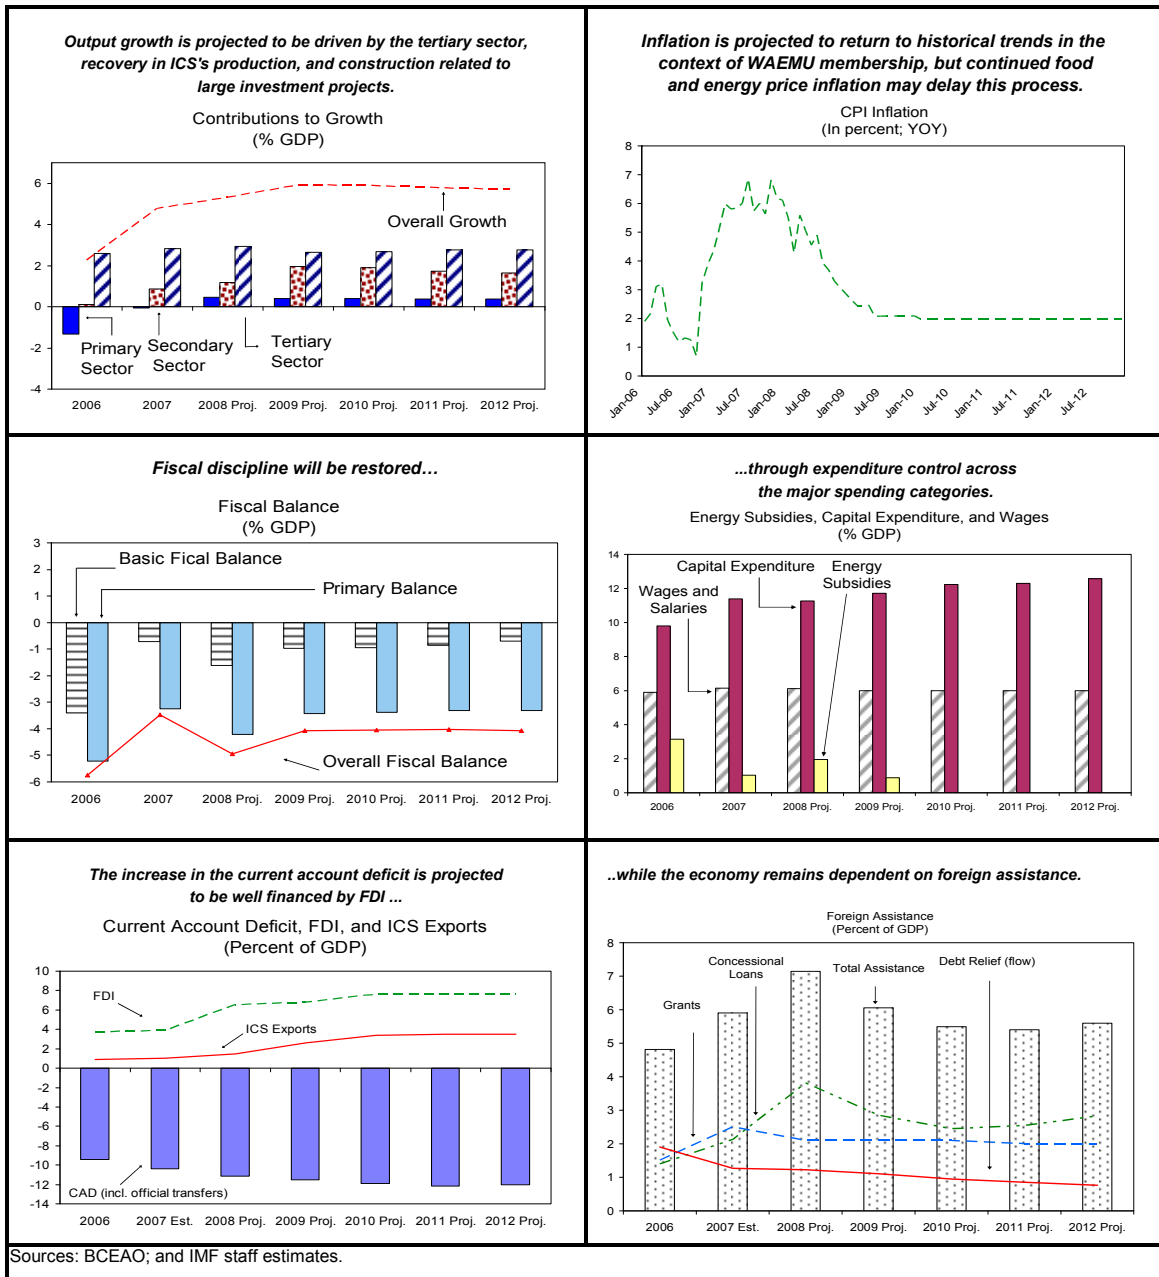 Output growth is projected to be driven by the tertiary sector,
recovery in ICS's production, and construction related to
large investment projects.
Contributions to Growth
(% GDP)
6
4
2
0
-2
-4
Overall Growth
Primary
Sector
Secondary
Sector
Tertiary
Sector
2006 2007 2008 Proj. 2009 Proj. 2010 Proj. 2011 Proj. 2012 Proj.
Inflation is projected to return to historical trends in the
context of WAEMU membership, but continued food
and energy price inflation may delay this process.
CPI Inflation
(In percent; YOY)
8
7
6
5
4
3
2
1
0
Jan-06 Jul-06 Jan-07 Jul-07 Jan-08 Jul-08 Jan-09 Jul-09 Jan-10 Jul-10 Jan-11 Jul-11 Jan-12 Jul-12
Fiscal discipline will be restored…
Fiscal Balance
(% GDP)
3
2
1
0
-1
-2
-3
-4
-5
-6
Basic Fical Balance
Primary Balance
Overall Fiscal Balance
2006 2007 2008 Proj. 2009 Proj. 2010 Proj. 2011 Proj. 2012 Proj.
...through expenditure control across
the major spending categories.
Energy Subsidies, Capital Expenditure, and Wages
(% GDP)
14
12
10
8
6
4
2
0
Capital Expenditure
Energy
Subsidies
Wages and
Salaries
2006 2007 2008 Proj. 2009 Proj. 2010 Proj. 2011 Proj. 2012 Proj.
The increase in the current account deficit is projected
to be well financed by FDI ...
Current Account Deficit, FDI, and ICS Exports
(Percent of GDP)
10
8
6
4
2
0
-2
-4
-6
-8
-10
-12
-14
FDI
ICS Exports
CAD (incl. official transfers)
2006 2007 Est. 2008 Proj. 2009 Proj. 2010 Proj. 2011 Proj. 2012 Proj.
..while the economy remains dependent on foreign assistance.
Foreign Assistance
(Percent of GDP)
8
7
6
5
4
3
2
1
0
Concessional
Loans
Total Assistance
Debt Relief (flow)
Grants
2006 2007 Est. 2008 Proj. 2009 Proj. 2010 Proj. 2011 Proj. 2012 Proj.
Sources: BCEAO; and IMF staff estimates.